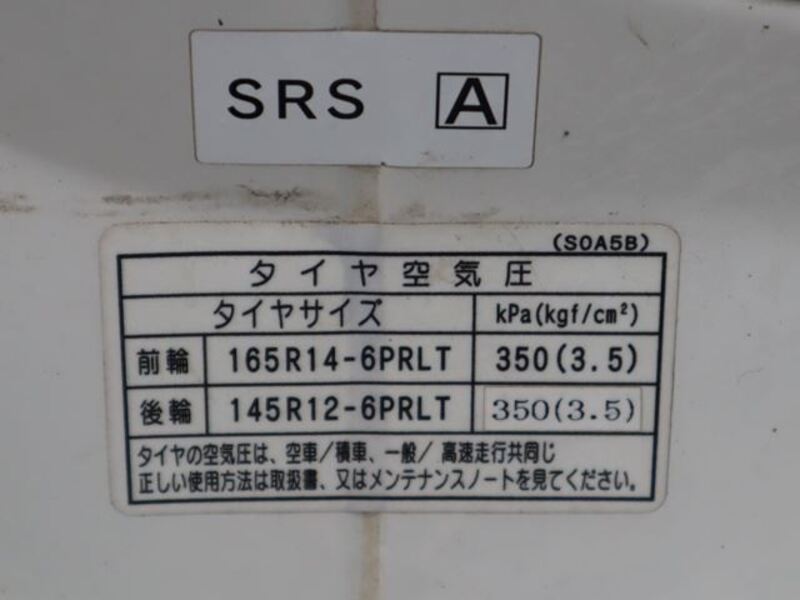 SRS A
(S0A5B)
タイヤ空気圧
タイヤサイズ kPa(kgf/cm²)
前輪 165R14-6PRLT 350(3.5)
後輪 145R12-6PRLT 350(3.5)
タイヤの空気圧は、空車/積車、一般/高速走行共同じ
正しい使用方法は取扱書、又はメンテナンスノートを見てください。